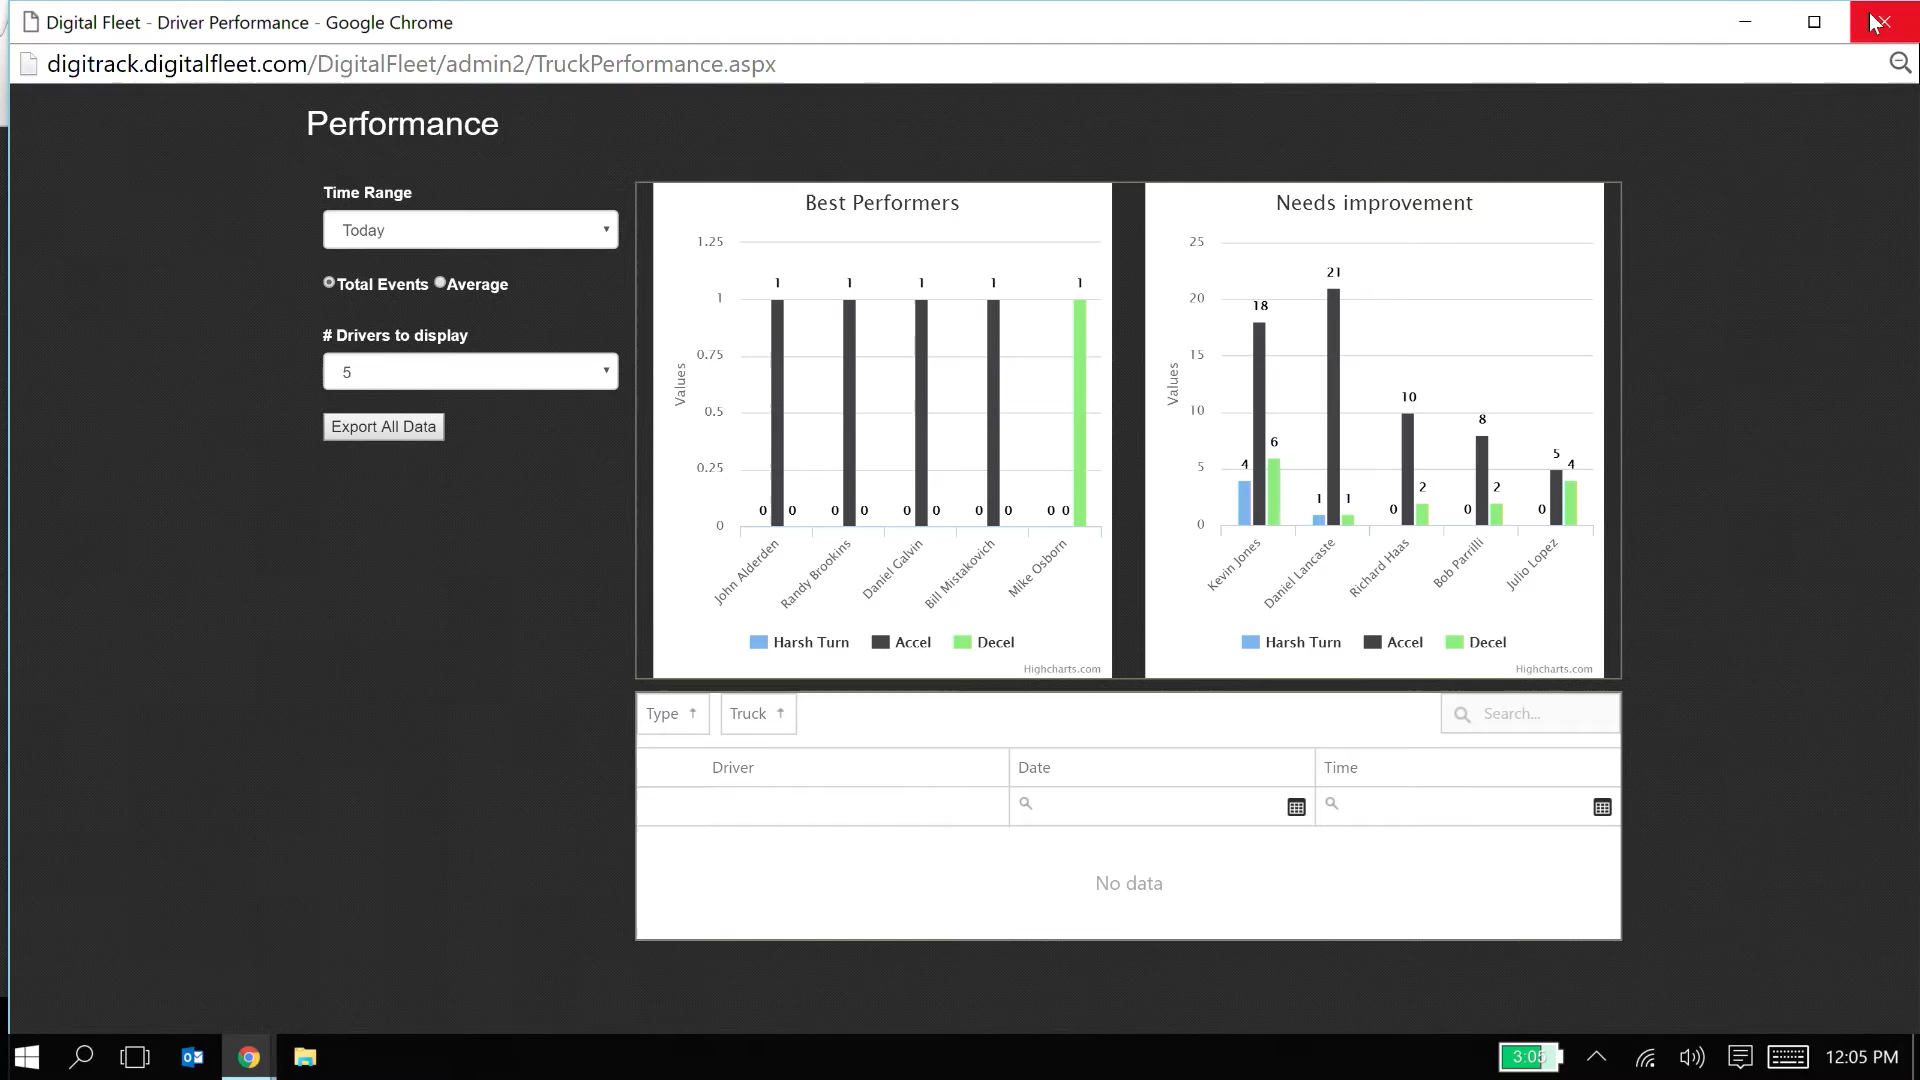 Digital Fleet - Driver Performance - Google Chrome
digitrack.digitalfleet.com/DigitalFleet/admin2/TruckPerformance.aspx
Performance
Time Range
Today
Total Events Average
# Drivers to display
5
Export All Data
Best Performers
1.25
1
0.75
0.5
0.25
0
Values
1 1 1 1 1
0 0 0 0 0 0 0 0 0 0
John Alderden
Randy Brookins
Daniel Galvin
Bill Mistakovich
Mike Osborn
Harsh Turn Accel Decel
Highcharts.com
Needs improvement
25
20
15
10
5
0
Values
4 18 6
1 21 1
0 10 2
0 8 2
0 5 4
Kevin Jones
Daniel Lancaste
Richard Haas
Bob Parrilli
Julio Lopez
Harsh Turn Accel Decel
Highcharts.com
Type Truck Search...
Driver Date Time
No data
3:05 12:05 PM